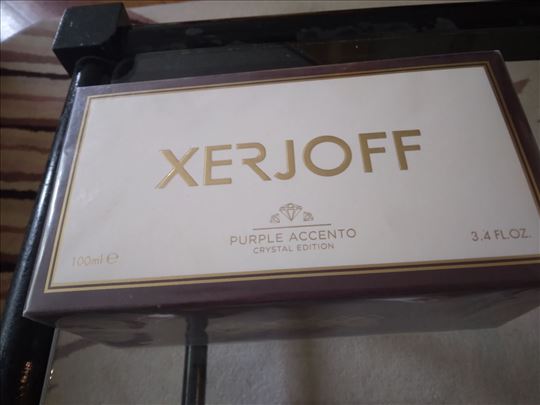 XERJOFF
PURPLE ACCENTO
CRYSTAL EDITION
100ml ℮
3.4 FL.OZ.